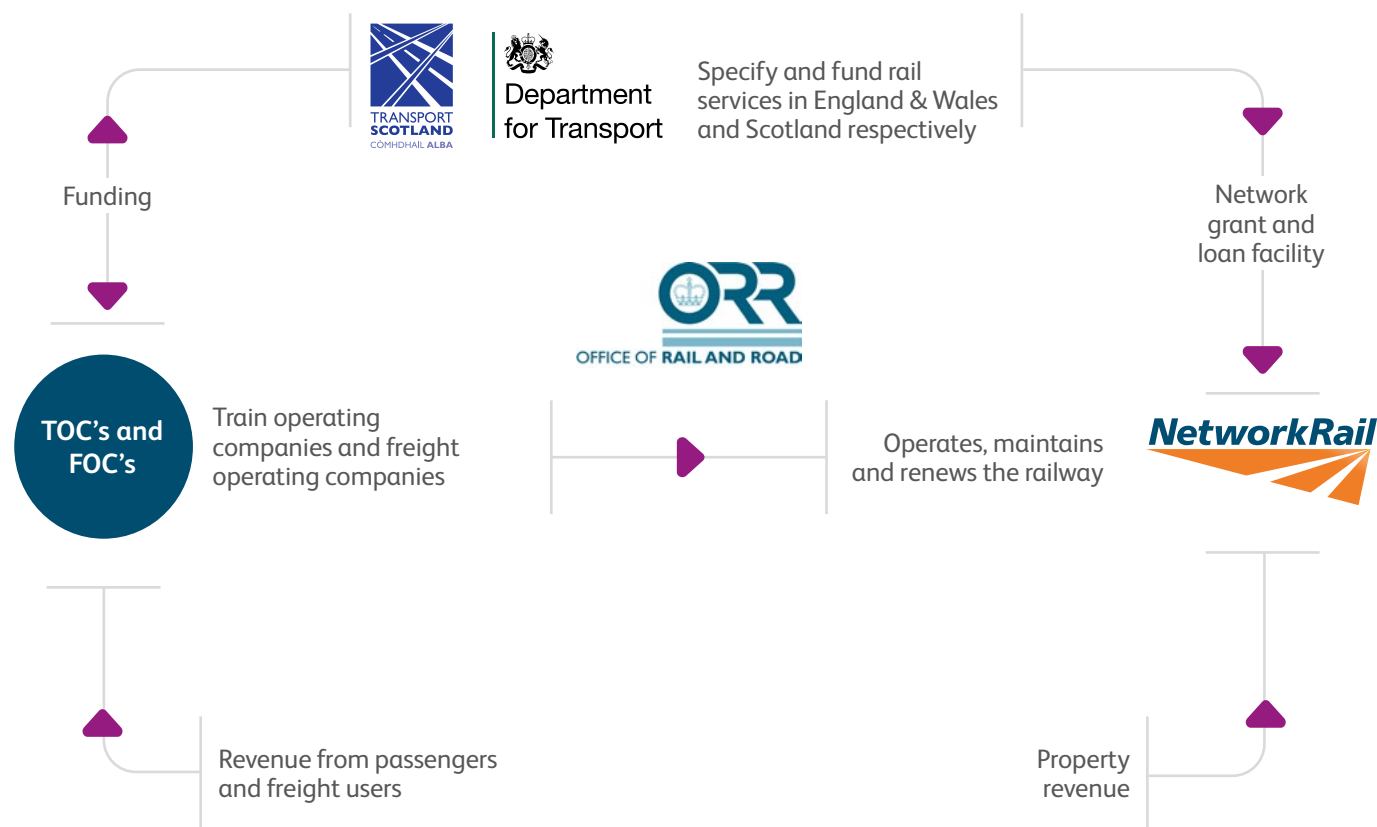 TRANSPORT
SCOTLAND
CÒMHDHAIL ALBA
Department
for Transport
Specify and fund rail
services in England & Wales
and Scotland respectively
Funding
Network
grant and
loan facility
ORR
OFFICE OF RAIL AND ROAD
TOC's and
FOC's
Train operating
companies and freight
operating companies
Operates, maintains
and renews the railway
NetworkRail
Revenue from passengers
and freight users
Property
revenue